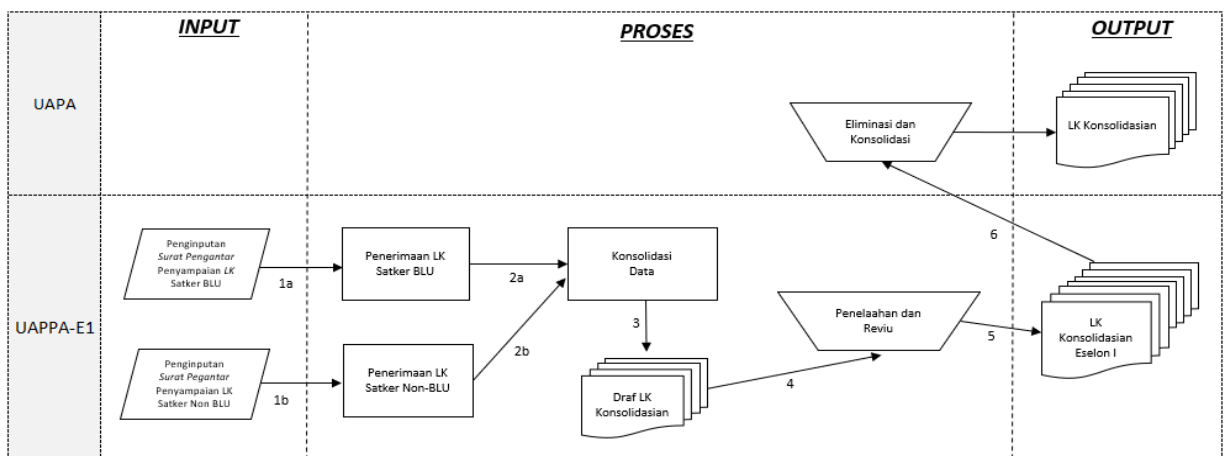 INPUT
PROSES
OUTPUT
UAPA
Eliminasi dan
Konsolidasi
LK Konsolidasian
6
UAPPA-E1
Penginputan
Surat Pengantar
Penyampaian LK
Satker BLU
1a
Penerimaan LK
Satker BLU
2a
Konsolidasi
Data
3
Penelaahan dan
Reviu
5
LK
Konsolidasian
Eselon I
Penginputan
Surat Pegantar
Penyampaian LK
Satker Non BLU
1b
Penerimaan LK
Satker Non-BLU
2b
Draf LK
Konsolidasian
4